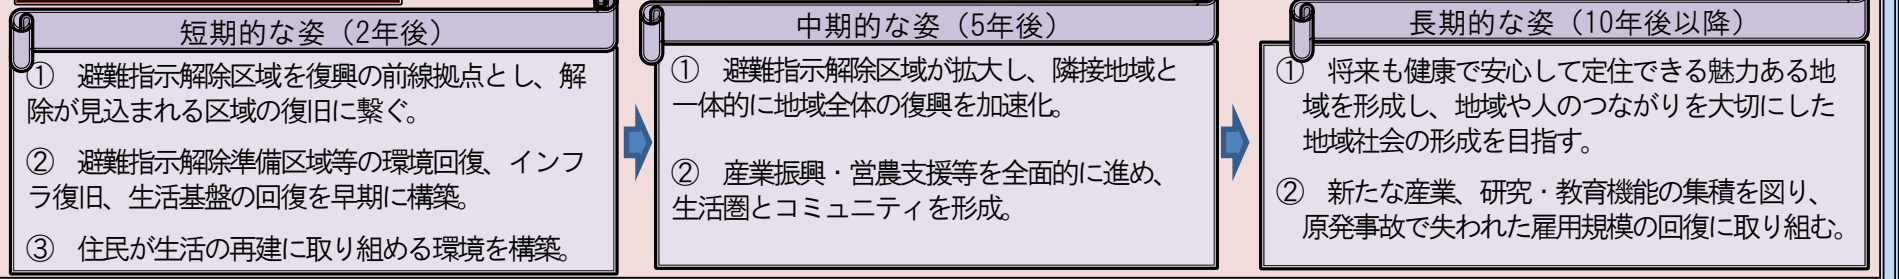 短期的な姿（2年後）
① 避難指示解除区域を復興の前線拠点とし、解
除が見込まれる区域の復旧に繋ぐ。
② 避難指示解除準備区域等の環境回復、インフ
ラ復旧、生活基盤の回復を早期に構築。
③ 住民が生活の再建に取り組める環境を構築。
中期的な姿（5年後）
① 避難指示解除区域が拡大し、隣接地域と
一体的に地域全体の復興を加速化。
② 産業振興・営農支援等を全面的に進め、
生活圏とコミュニティを形成。
長期的な姿（10年後以降）
① 将来も健康で安心して定住できる魅力ある地
域を形成し、地域や人のつながりを大切にした
地域社会の形成を目指す。
② 新たな産業、研究・教育機能の集積を図り、
原発事故で失われた雇用規模の回復に取り組む。